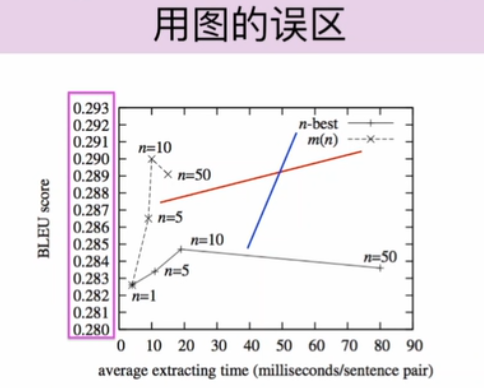 用图的误区
0.293
0.292
0.291
0.290
0.289
0.288
0.287
0.286
0.285
0.284
0.283
0.282
0.281
0.280
BLEU score
n-best
m(n)
n=10
n=50
n=5
n=10
n=50
n=5
n=1
0 10 20 30 40 50 60 70 80 90
average extracting time (milliseconds/sentence pair)